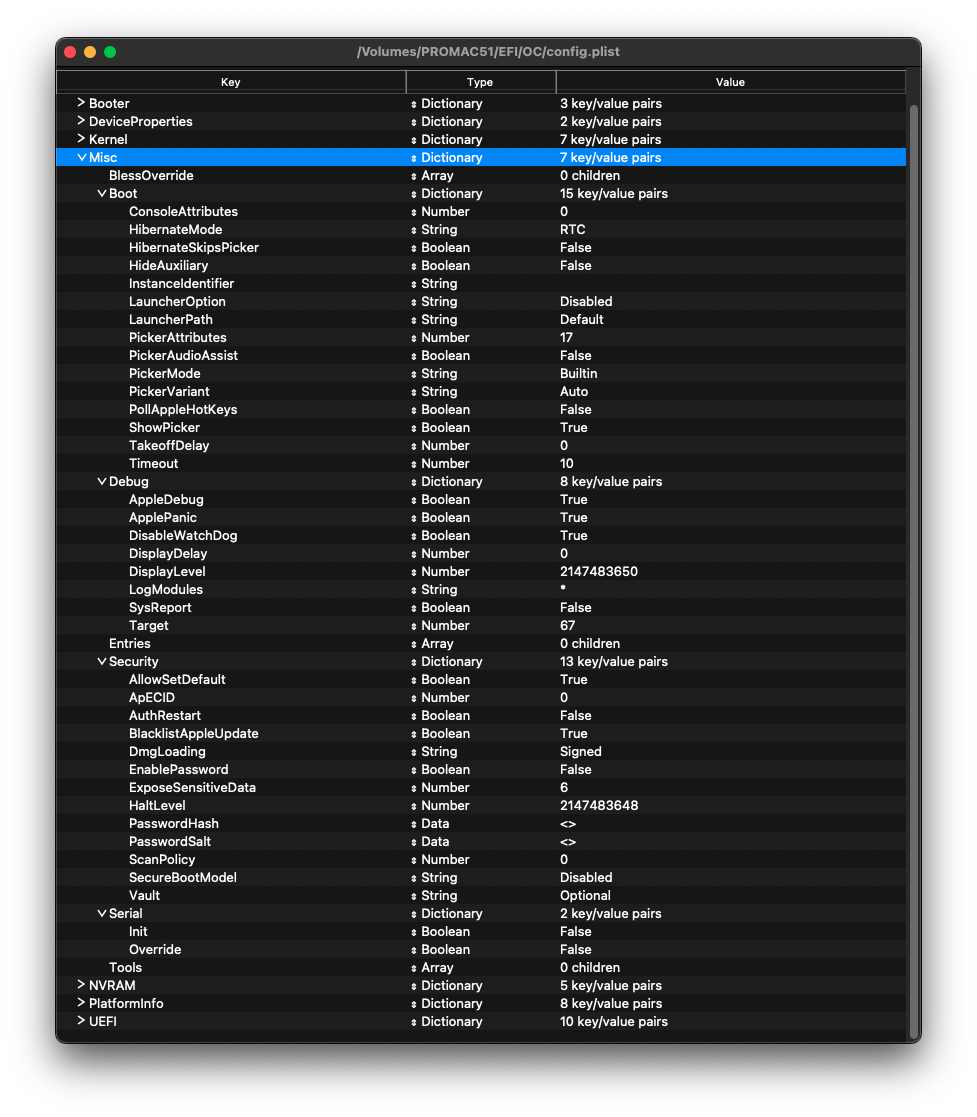 /Volumes/PROMAC51/EFI/OC/config.plist
Key Type Value
> Booter Dictionary 3 key/value pairs
> DeviceProperties Dictionary 2 key/value pairs
> Kernel Dictionary 7 key/value pairs
Misc Dictionary 7 key/value pairs
BlessOverride Array 0 children
Boot Dictionary 15 key/value pairs
ConsoleAttributes Number 0
HibernateMode String RTC
HibernateSkipsPicker Boolean False
HideAuxiliary Boolean False
InstanceIdentifier String
LauncherOption String Disabled
LauncherPath String Default
PickerAttributes Number 17
PickerAudioAssist Boolean False
PickerMode String Builtin
PickerVariant String Auto
PollAppleHotKeys Boolean False
ShowPicker Boolean True
TakeoffDelay Number 0
Timeout Number 10
Debug Dictionary 8 key/value pairs
AppleDebug Boolean True
ApplePanic Boolean True
DisableWatchDog Boolean True
DisplayDelay Number 0
DisplayLevel Number 2147483650
LogModules String *
SysReport Boolean False
Target Number 67
Entries Array 0 children
Security Dictionary 13 key/value pairs
AllowSetDefault Boolean True
ApECID Number 0
AuthRestart Boolean False
BlacklistAppleUpdate Boolean True
DmgLoading String Signed
EnablePassword Boolean False
ExposeSensitiveData Number 6
HaltLevel Number 2147483648
PasswordHash Data <>
PasswordSalt Data <>
ScanPolicy Number 0
SecureBootModel String Disabled
Vault String Optional
Serial Dictionary 2 key/value pairs
Init Boolean False
Override Boolean False
Tools Array 0 children
> NVRAM Dictionary 5 key/value pairs
> PlatformInfo Dictionary 8 key/value pairs
> UEFI Dictionary 10 key/value pairs